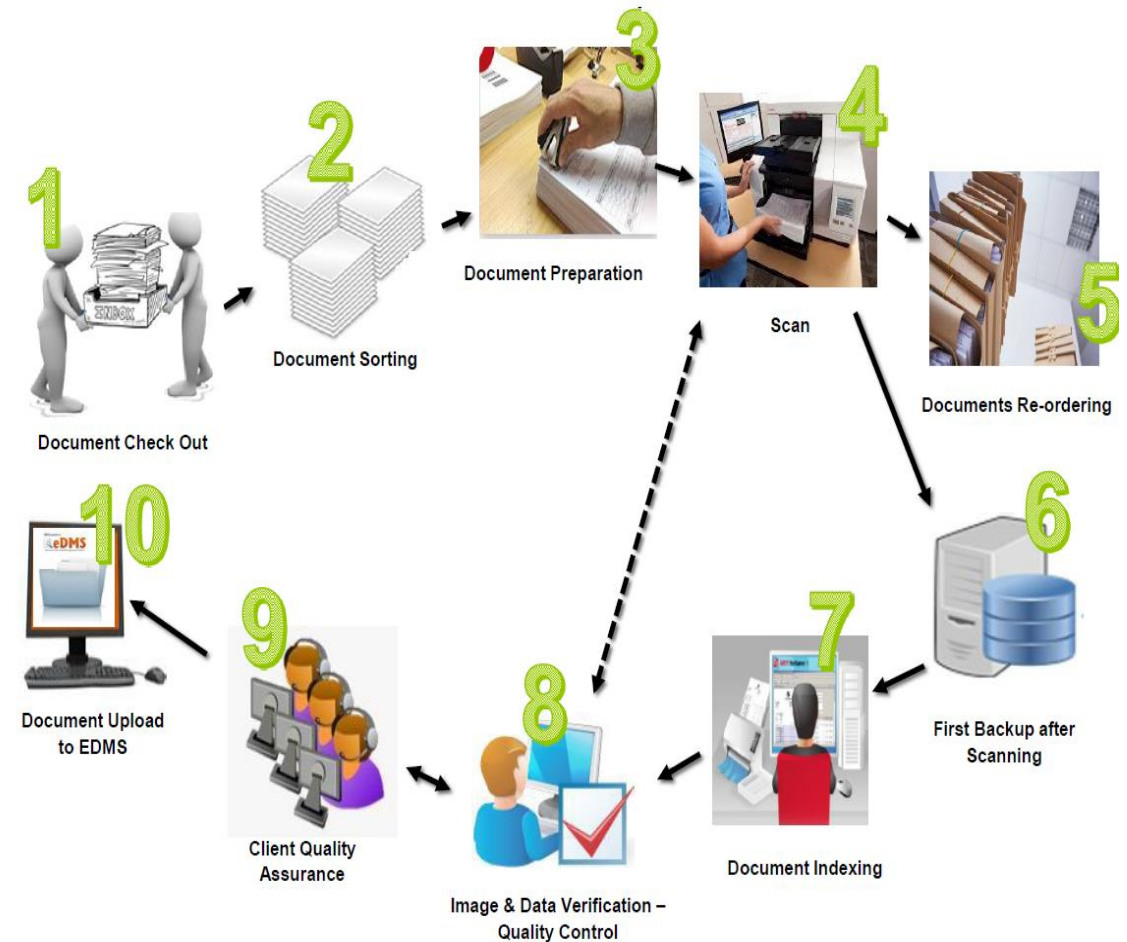 1
INBOX
Document Check Out
2
Document Sorting
3
Document Preparation
4
Scan
5
Documents Re-ordering
6
First Backup after
Scanning
7
Document Indexing
8
Image & Data Verification –
Quality Control
9
Client Quality
Assurance
10
eDMS
Document Upload
to EDMS